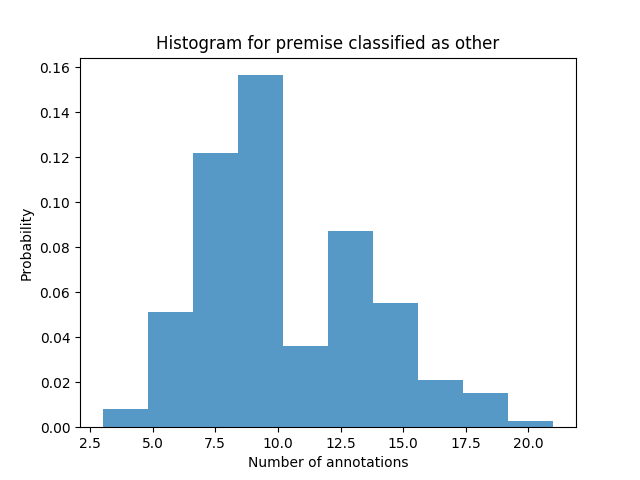 Histogram for premise classified as other
Probability
0.16
0.14
0.12
0.10
0.08
0.06
0.04
0.02
0.00
2.5 5.0 7.5 10.0 12.5 15.0 17.5 20.0
Number of annotations